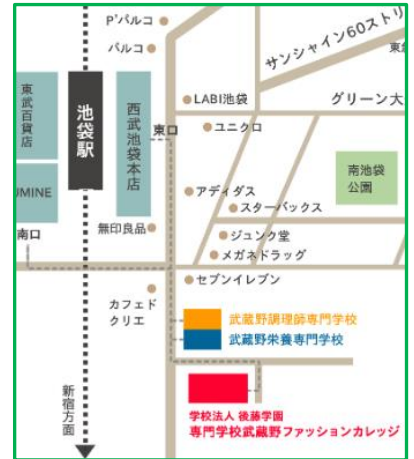 P'パルコ
パルコ
サンシャイン60ストリ
東
LABI池袋
グリーン大
東武百貨店
池袋駅
西武池袋本店
東口
ユニクロ
南池袋
公園
アディダス
スターバックス
UMINE
南口
無印良品
ジュンク堂
メガネドラッグ
セブンイレブン
カフェド
クリエ
武蔵野調理師専門学校
武蔵野栄養専門学校
新宿方面
学校法人 後藤学園
専門学校武蔵野ファッションカレッジ